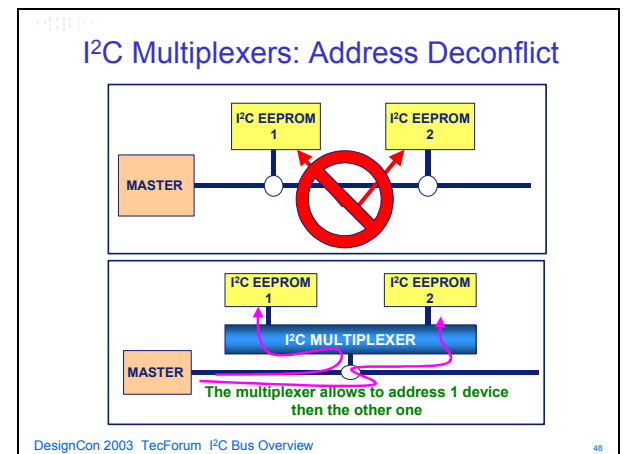 I²C Multiplexers: Address Deconflict
I²C EEPROM
1
I²C EEPROM
2
MASTER
I²C EEPROM
1
I²C EEPROM
2
I²C MULTIPLEXER
MASTER
The multiplexer allows to address 1 device
then the other one
DesignCon 2003 TecForum I²C Bus Overview
48